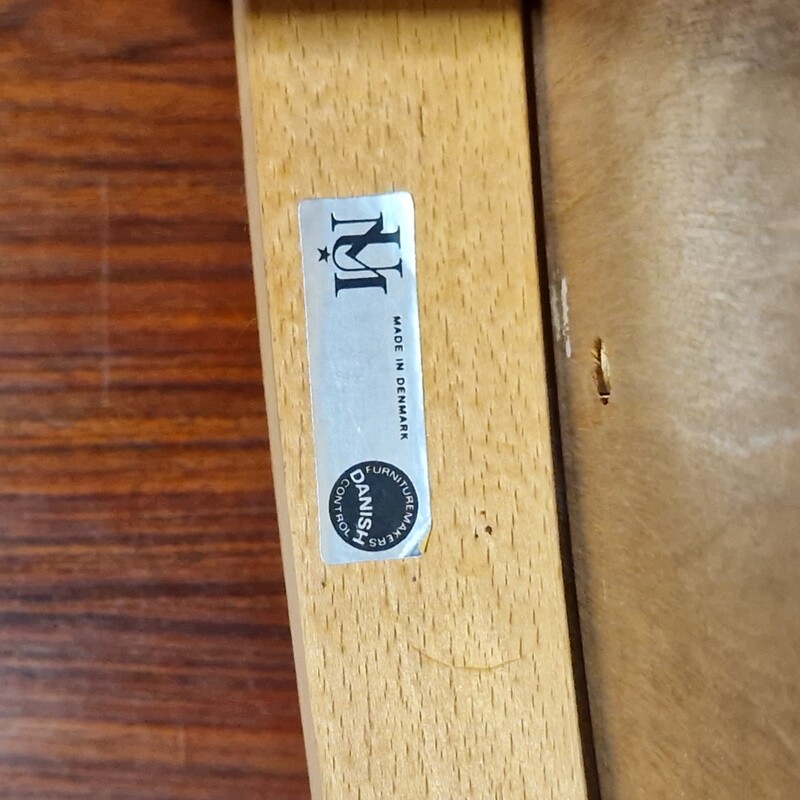 MADE IN DENMARK
FURNITUREMAKERS
DANISH
CONTROL